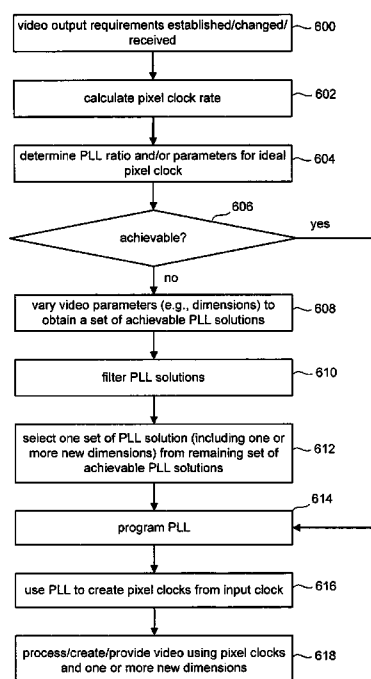 video output requirements established/changed/
received
600
calculate pixel clock rate
602
determine PLL ratio and/or parameters for ideal
pixel clock
604
606
achievable?
yes
no
vary video parameters (e.g., dimensions) to
obtain a set of achievable PLL solutions
608
filter PLL solutions
610
select one set of PLL solution (including one or
more new dimensions) from remaining set of
achievable PLL solutions
612
614
program PLL
use PLL to create pixel clocks from input clock
616
process/create/provide video using pixel clocks
and one or more new dimensions
618